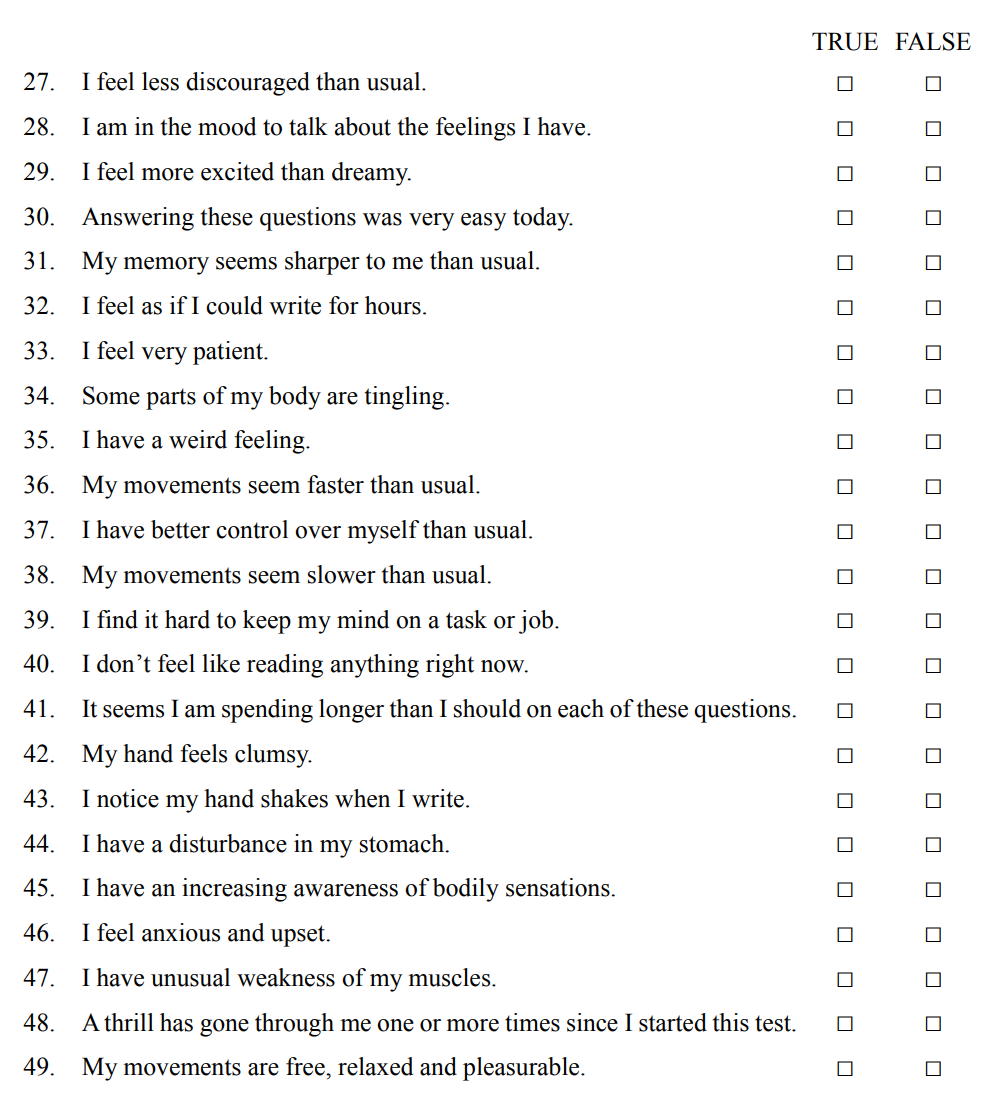 TRUE FALSE
27. I feel less discouraged than usual. ☐ ☐
28. I am in the mood to talk about the feelings I have. ☐ ☐
29. I feel more excited than dreamy. ☐ ☐
30. Answering these questions was very easy today. ☐ ☐
31. My memory seems sharper to me than usual. ☐ ☐
32. I feel as if I could write for hours. ☐ ☐
33. I feel very patient. ☐ ☐
34. Some parts of my body are tingling. ☐ ☐
35. I have a weird feeling. ☐ ☐
36. My movements seem faster than usual. ☐ ☐
37. I have better control over myself than usual. ☐ ☐
38. My movements seem slower than usual. ☐ ☐
39. I find it hard to keep my mind on a task or job. ☐ ☐
40. I don’t feel like reading anything right now. ☐ ☐
41. It seems I am spending longer than I should on each of these questions. ☐ ☐
42. My hand feels clumsy. ☐ ☐
43. I notice my hand shakes when I write. ☐ ☐
44. I have a disturbance in my stomach. ☐ ☐
45. I have an increasing awareness of bodily sensations. ☐ ☐
46. I feel anxious and upset. ☐ ☐
47. I have unusual weakness of my muscles. ☐ ☐
48. A thrill has gone through me one or more times since I started this test. ☐ ☐
49. My movements are free, relaxed and pleasurable. ☐ ☐